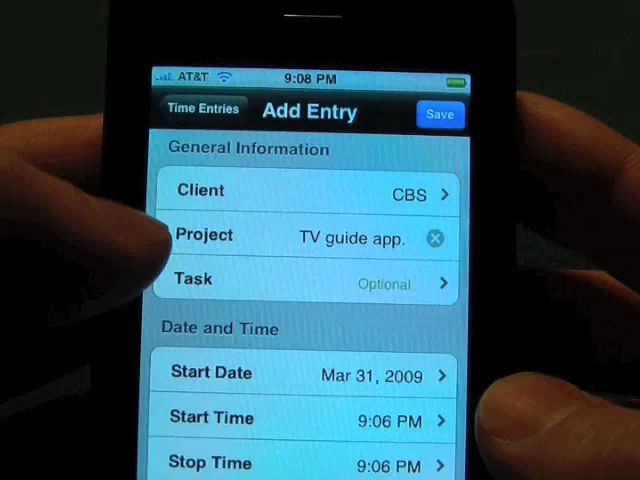 AT&T 9:08 PM
Time Entries Add Entry Save
General Information
Client CBS
Project TV guide app.
Task Optional
Date and Time
Start Date Mar 31, 2009
Start Time 9:06 PM
Stop Time 9:06 PM